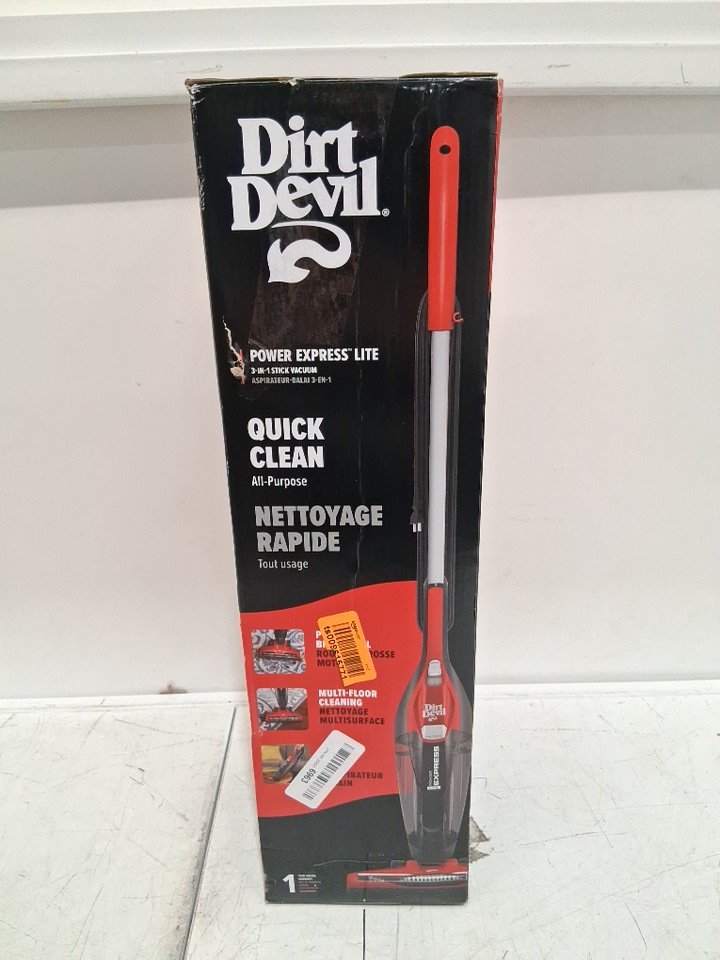 Dirt
Devil®
POWER EXPRESS™ LITE
3-IN-1 STICK VACUUM
ASPIRATEUR-BALAI 3-EN-1
QUICK
CLEAN
All-Purpose
NETTOYAGE
RAPIDE
Tout usage
MULTI-FLOOR
CLEANING
NETTOYAGE
MULTISURFACE
6963
Dirt
Devil
EXPRESS
1